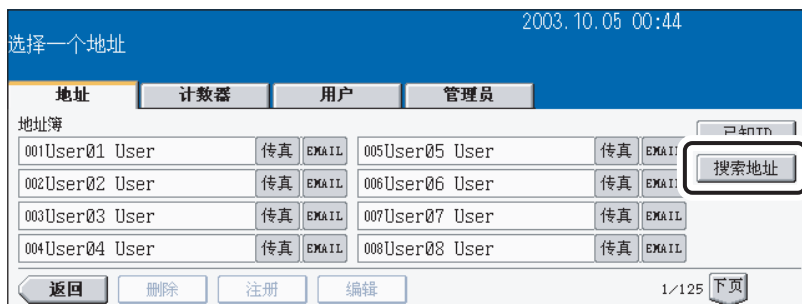 2003.10.05 00:44
选择一个地址
地址 计数器 用户 管理员
地址簿 已知ID
001User01 User 传真 EMAIL 005User05 User 传真 EMAIL
搜索地址
002User02 User 传真 EMAIL 006User06 User 传真 EMAIL
003User03 User 传真 EMAIL 007User07 User 传真 EMAIL
004User04 User 传真 EMAIL 008User08 User 传真 EMAIL
返回 删除 注册 编辑 1/125 下页